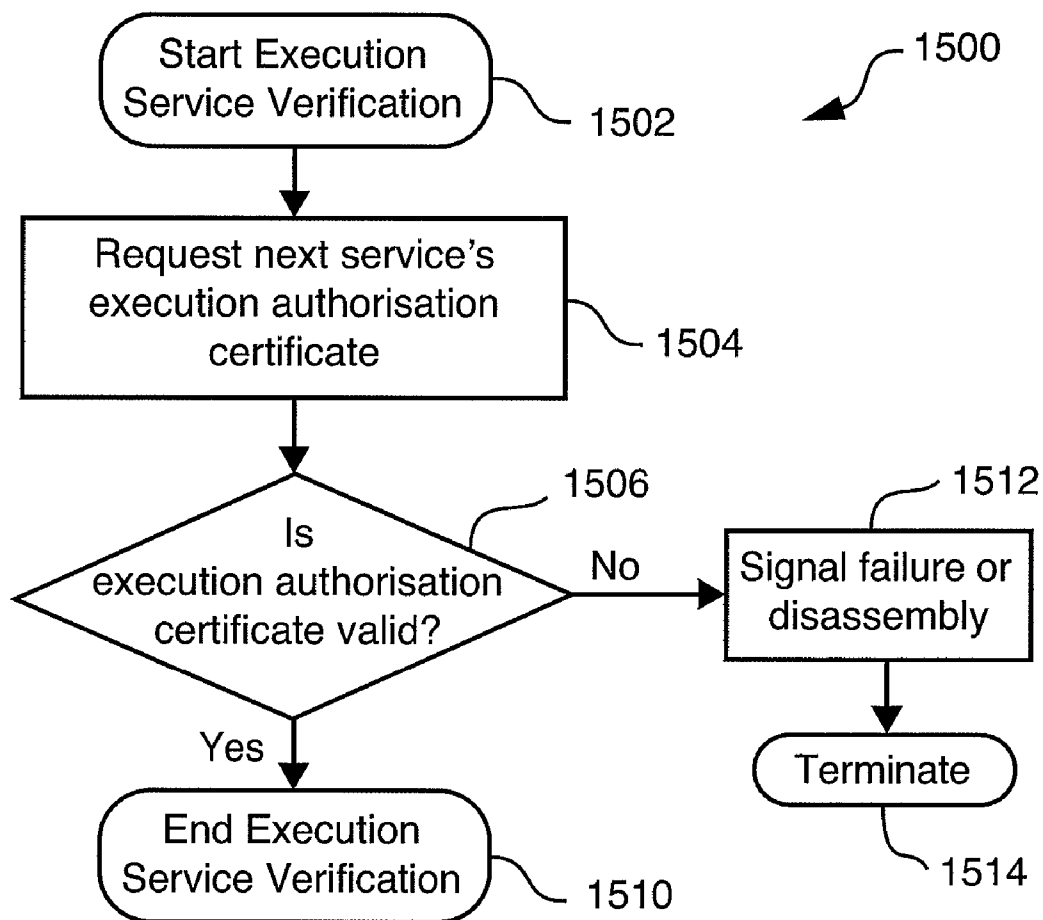 Start Execution
Service Verification
1500
1502
Request next service's
execution authorisation
certificate
1504
1506
Is
execution authorisation
certificate valid?
No
1512
Signal failure or
disassembly
Yes
Terminate
1514
End Execution
Service Verification
1510